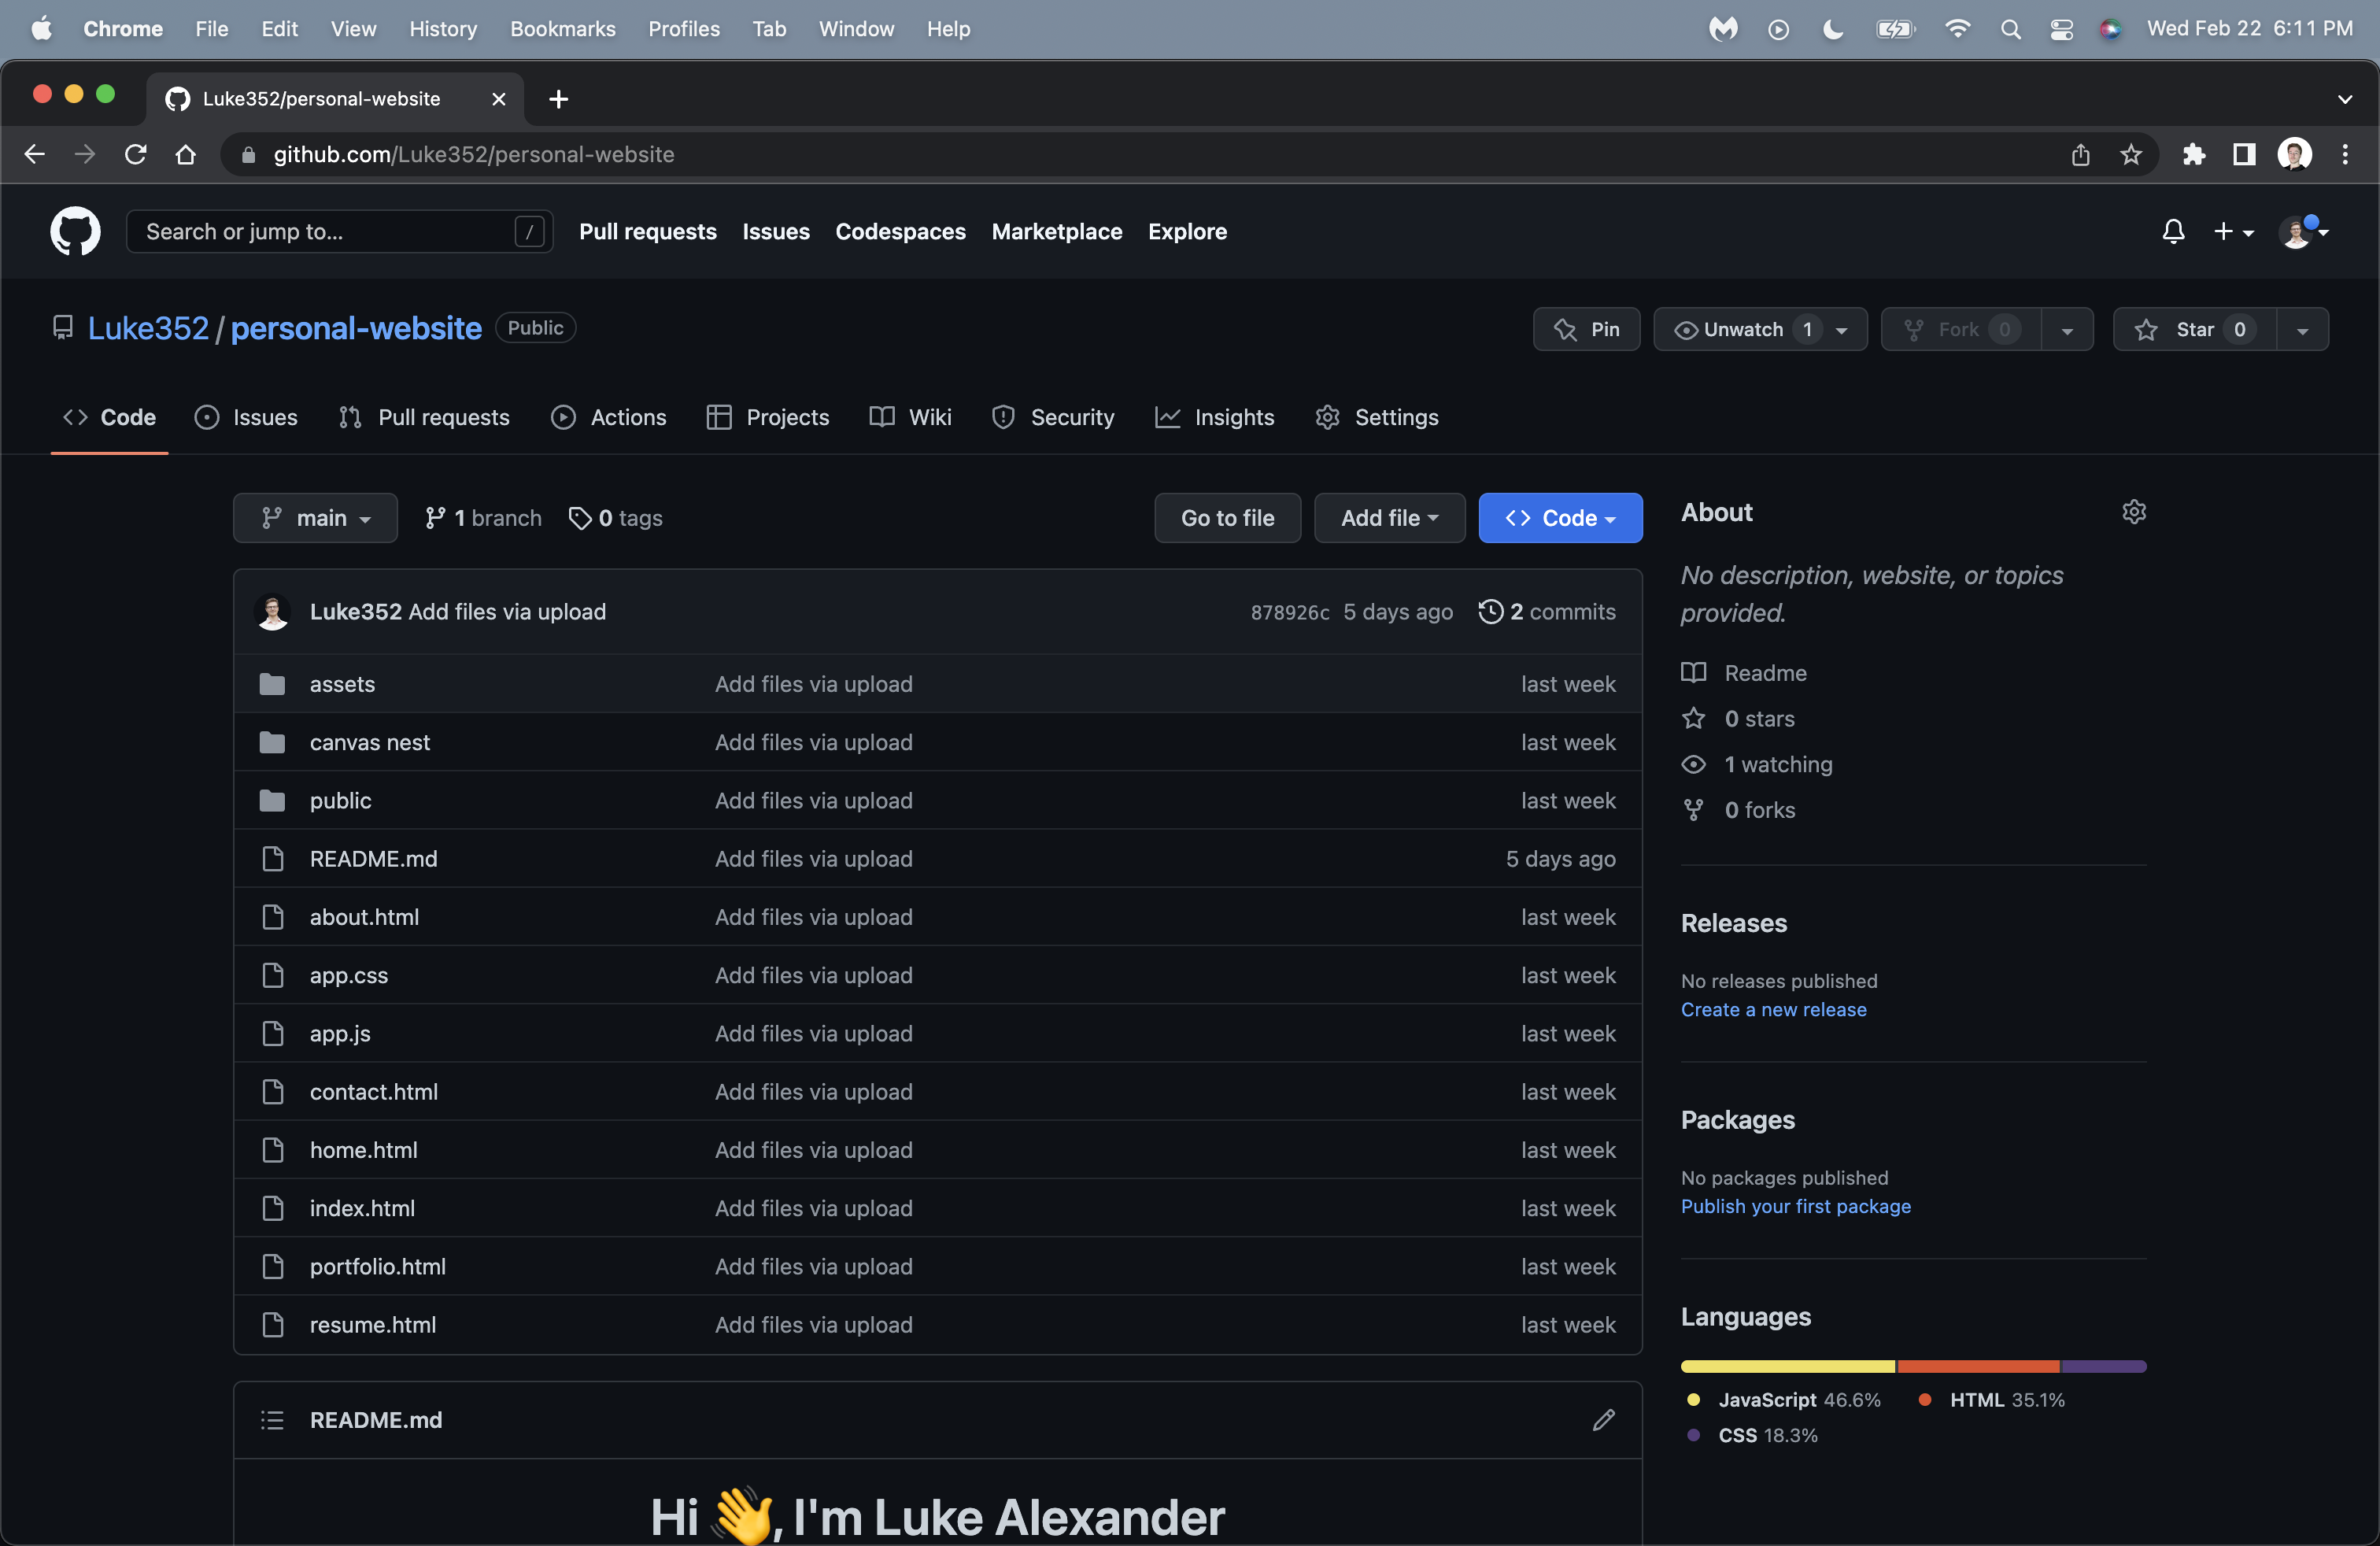 Chrome File Edit View History Bookmarks Profiles Tab Window Help Wed Feb 22 6:11 PM
Luke352/personal-website
github.com/Luke352/personal-website
Search or jump to... / Pull requests Issues Codespaces Marketplace Explore
Luke352 / personal-website Public Pin Unwatch 1 Fork 0 Star 0
Code Issues Pull requests Actions Projects Wiki Security Insights Settings
main 1 branch 0 tags Go to file Add file Code
Luke352 Add files via upload 878926c 5 days ago 2 commits
assets Add files via upload last week
canvas nest Add files via upload last week
public Add files via upload last week
README.md Add files via upload 5 days ago
about.html Add files via upload last week
app.css Add files via upload last week
app.js Add files via upload last week
contact.html Add files via upload last week
home.html Add files via upload last week
index.html Add files via upload last week
portfolio.html Add files via upload last week
resume.html Add files via upload last week
README.md
Hi 👋, I'm Luke Alexander
About
No description, website, or topics
provided.
Readme
0 stars
1 watching
0 forks
Releases
No releases published
Create a new release
Packages
No packages published
Publish your first package
Languages
JavaScript 46.6% HTML 35.1%
CSS 18.3%